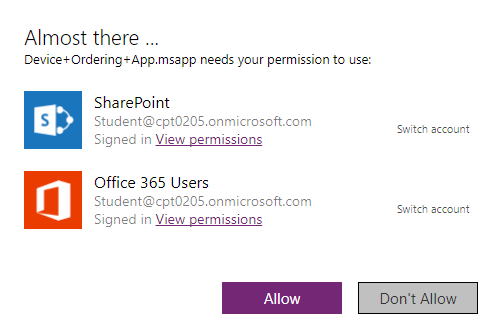 Almost there ...
Device+Ordering+App.msapp needs your permission to use:
SharePoint
Student@cpt0205.onmicrosoft.com
Signed in View permissions
Switch account
Office 365 Users
Student@cpt0205.onmicrosoft.com
Signed in View permissions
Switch account
Allow
Don't Allow